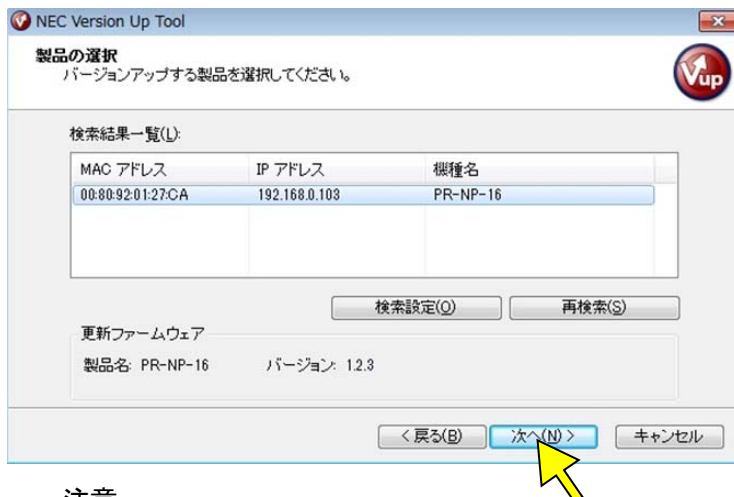 NEC Version Up Tool
製品の選択
バージョンアップする製品を選択してください。
Vup
検索結果一覧(L):
MAC アドレス IP アドレス 機種名
00:80:92:01:27:CA 192.168.0.103 PR-NP-16
検索設定(O) 再検索(S)
更新ファームウェア
製品名: PR-NP-16 バージョン: 1.2.3
< 戻る(B) 次へ(N) > キャンセル
注意